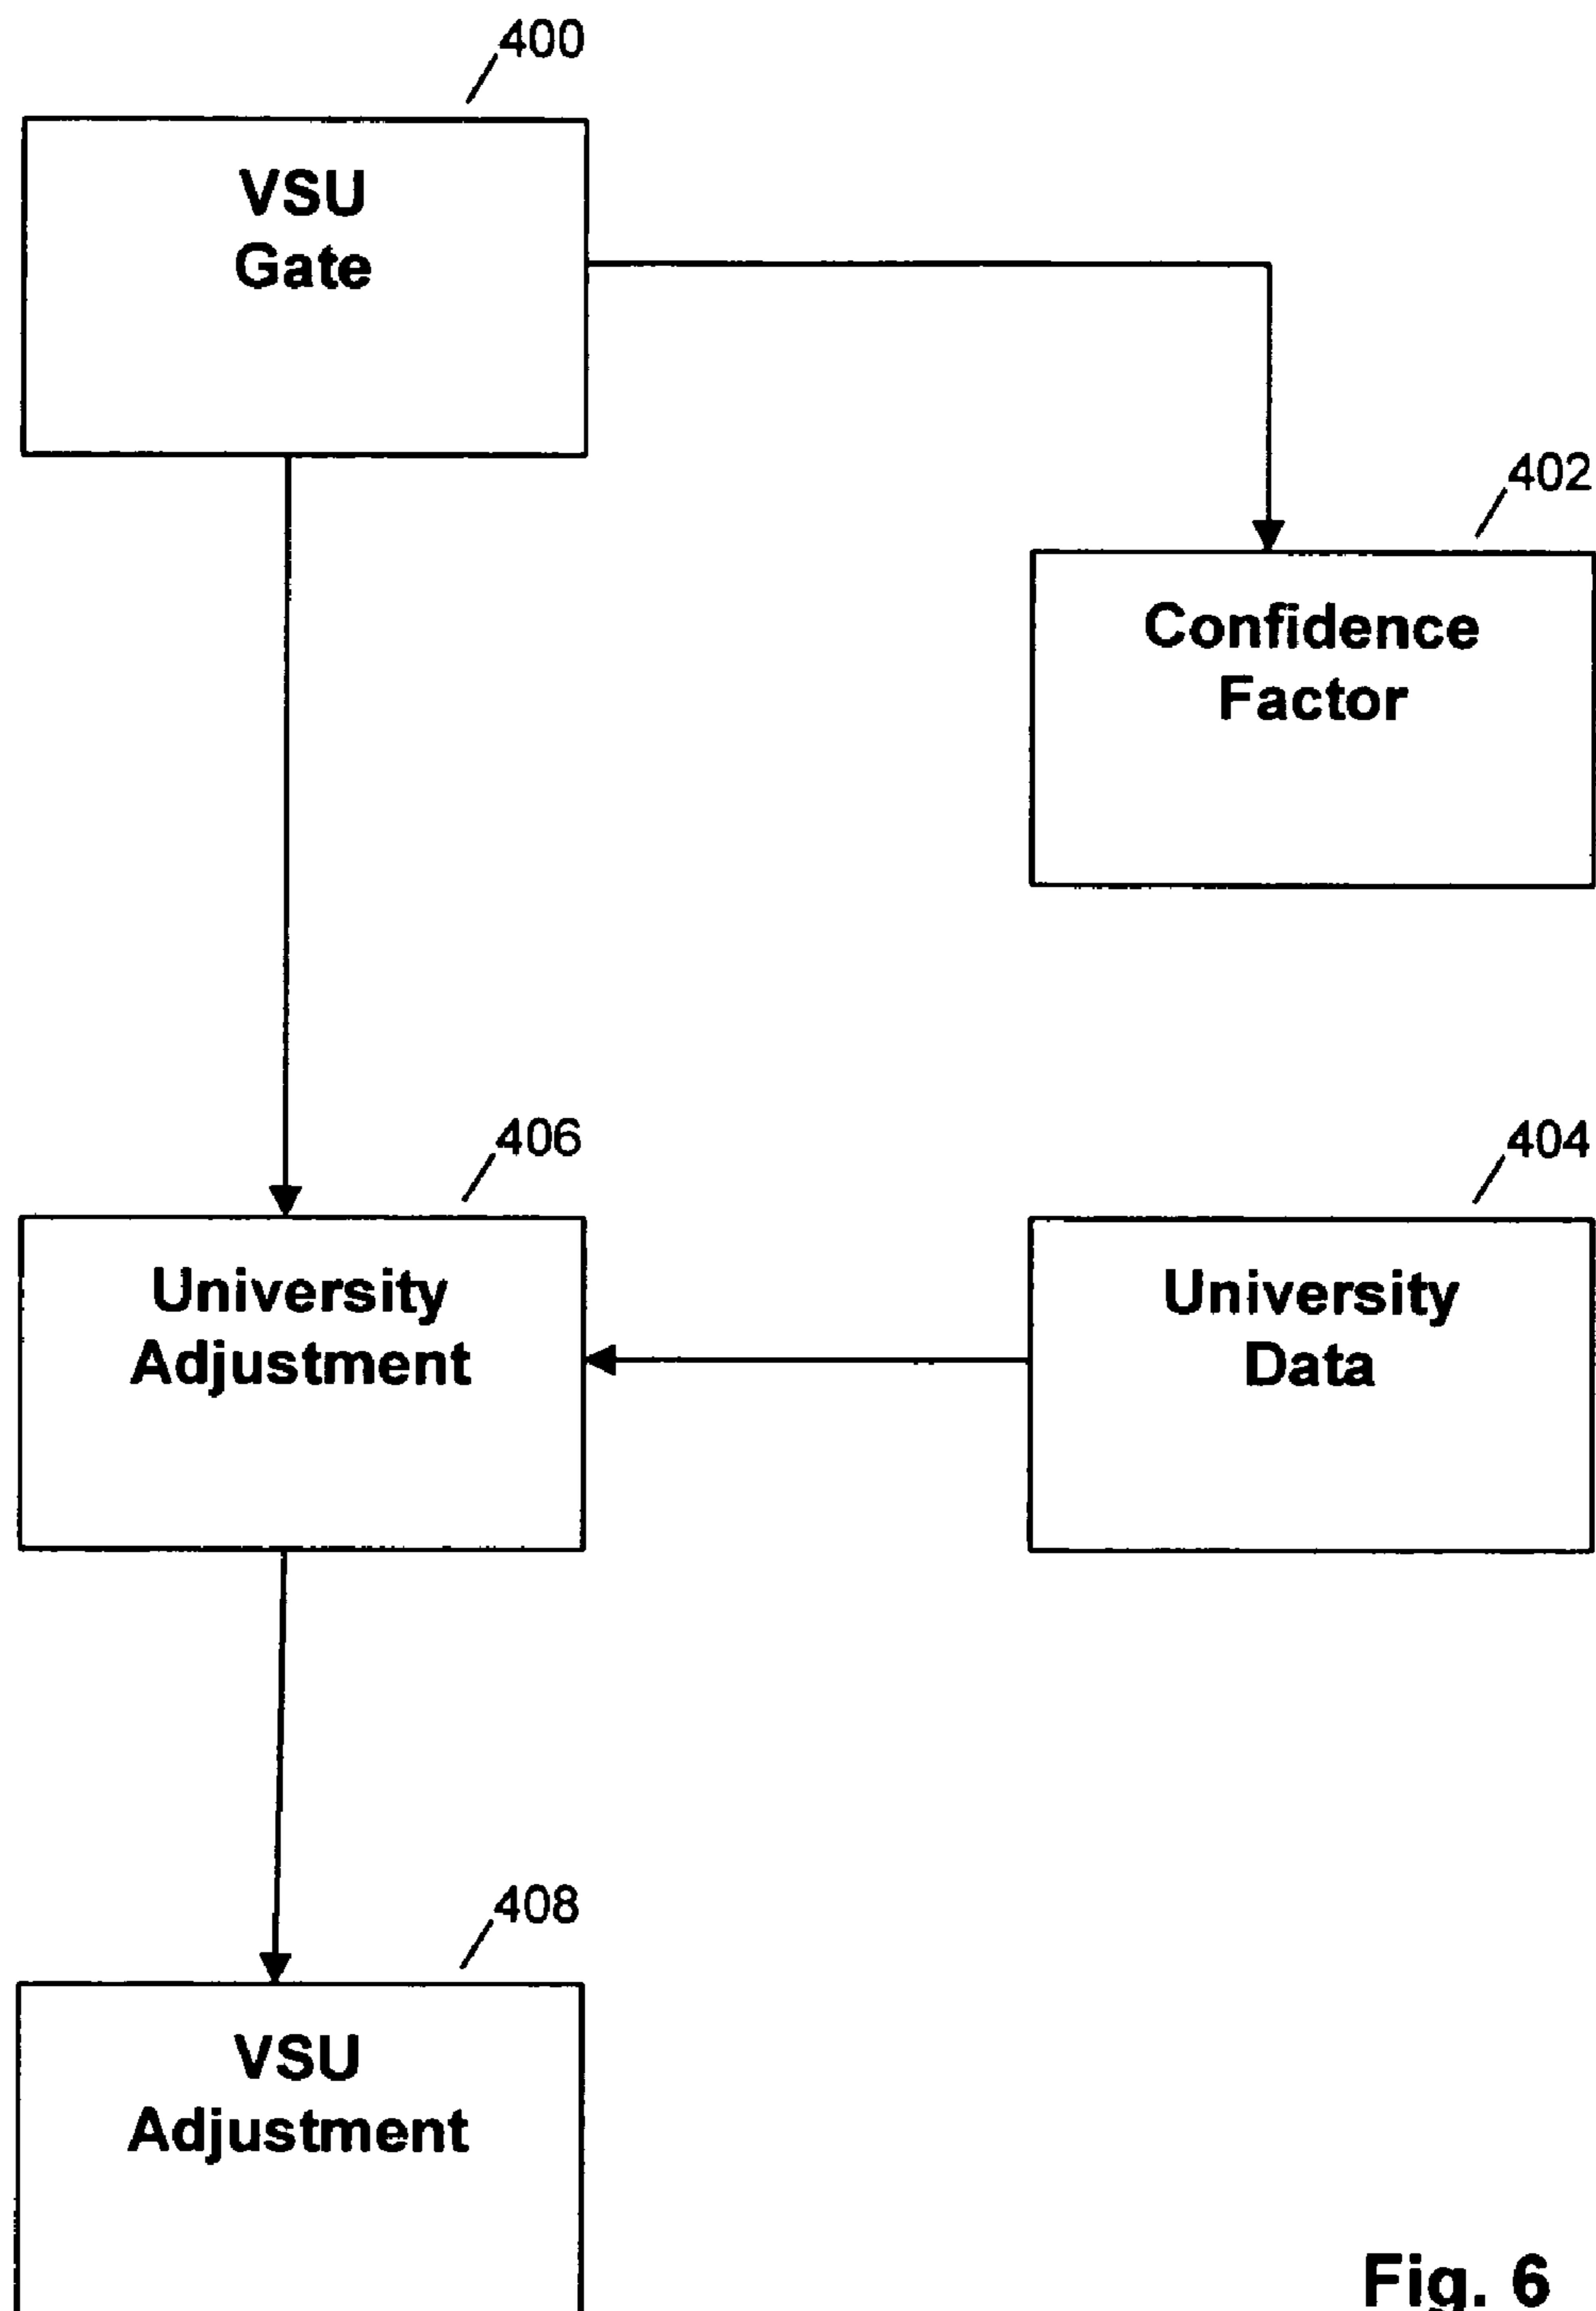 400
VSU
Gate
402
Confidence
Factor
406
University
Adjustment
404
University
Data
408
VSU
Adjustment
Fig. 6